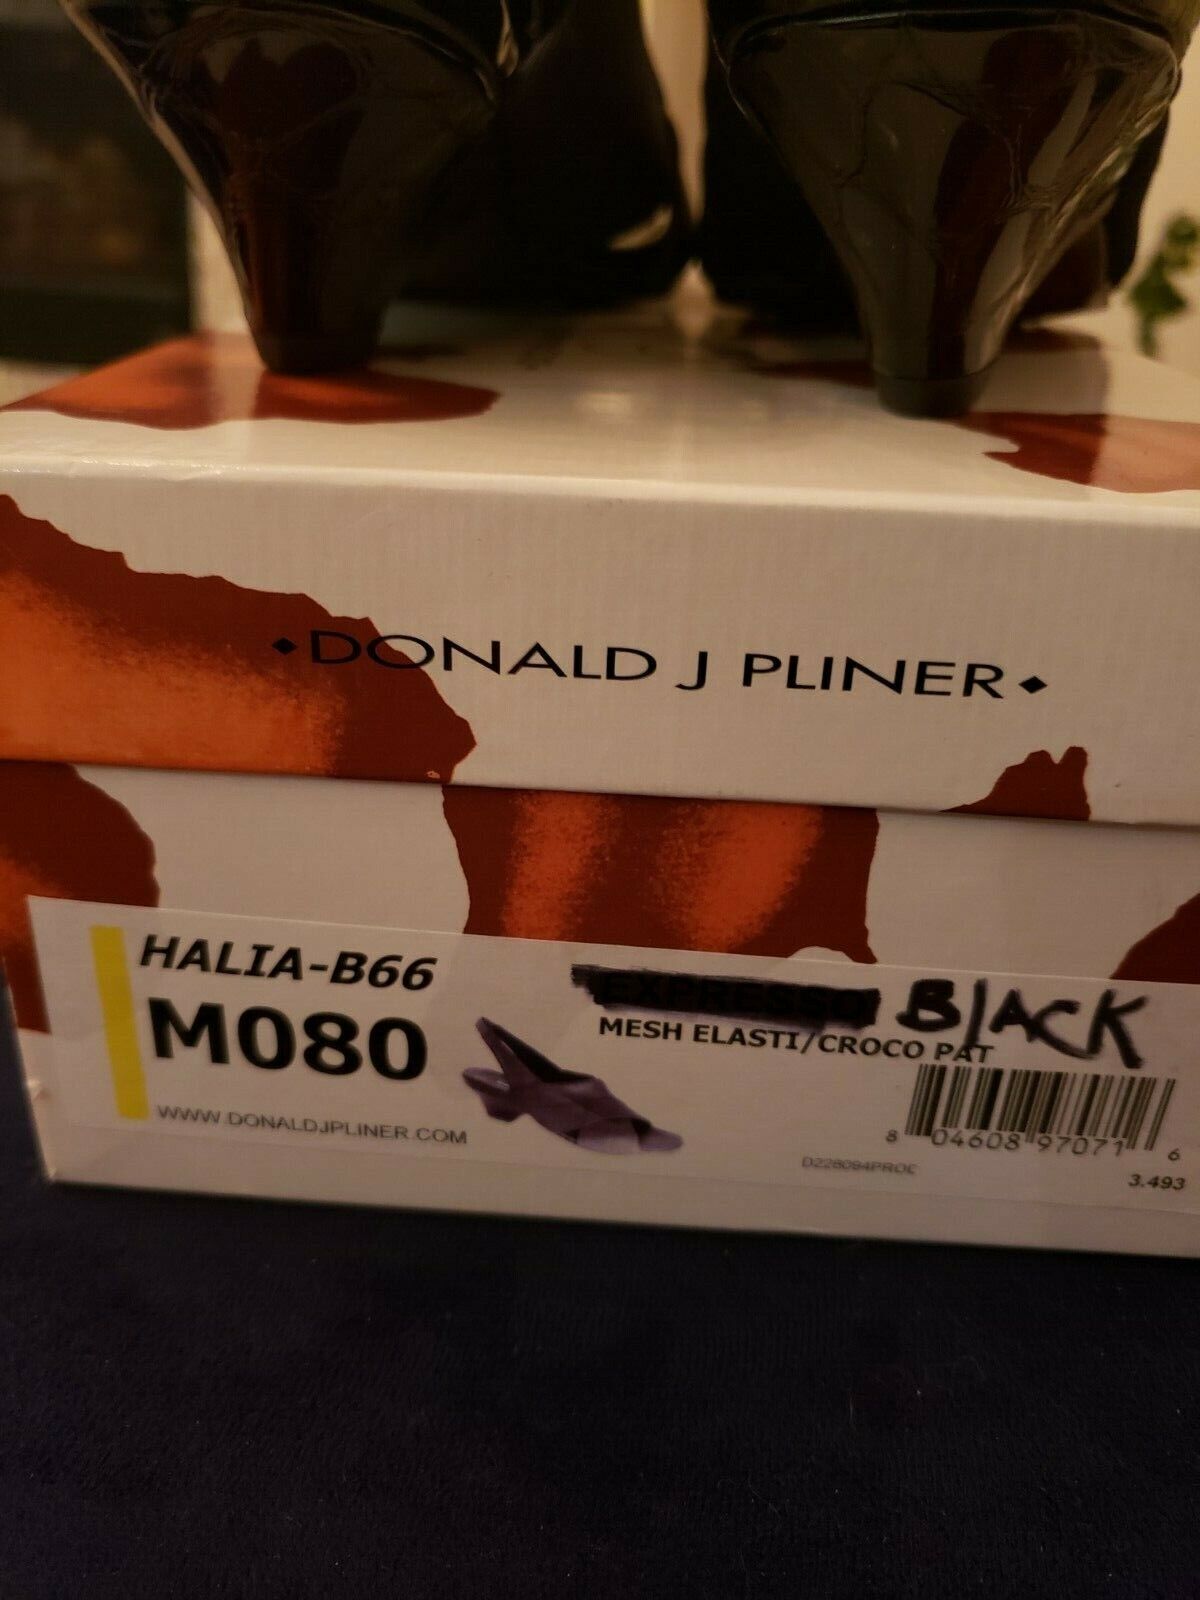 ◆DONALD J PLINER◆
HALIA-B66
M080
WWW.DONALDJPLINER.COM
EXPRESSO BlACK
MESH ELASTI/CROCO PAT
8 04608 97071 6
3.493